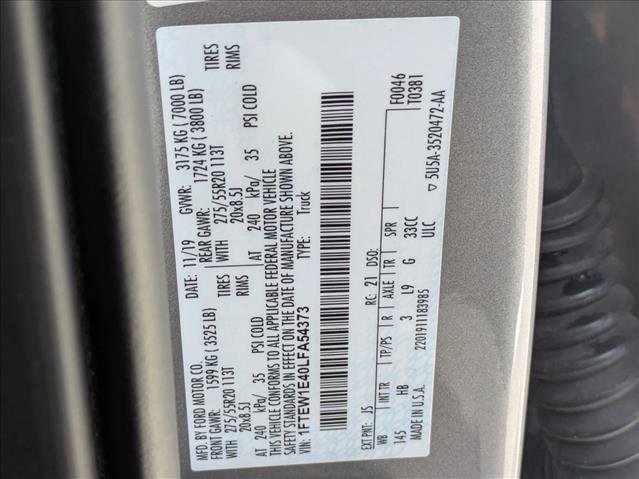 MFD. BY FORD MOTOR CO.
DATE: 11/19 GVWR: 3175 KG ( 7000 LB)
FRONT GAWR: 1599 KG ( 3525 LB) REAR GAWR: 1724 KG ( 3800 LB)
WITH 275/55R20 113T TIRES WITH 275/55R20 113T TIRES
20x8.5J RIMS 20x8.5J RIMS
AT 240 kPa/ 35 PSI COLD AT 240 kPa/ 35 PSI COLD
THIS VEHICLE CONFORMS TO ALL APPLICABLE FEDERAL MOTOR VEHICLE
SAFETY STANDARDS IN EFFECT ON THE DATE OF MANUFACTURE SHOWN ABOVE.
VIN: 1FTEW1E40LFA54373 TYPE: Truck
F0046
T0381
EXT PNT: JS RC: 21 DSO:
WB INT TR TP/PS R AXLE TR SPR
145 HB 3 L9 G 33CC
ULC
MADE IN U.S.A. 2201911183985 ▽ 5U5A-3520472-AA